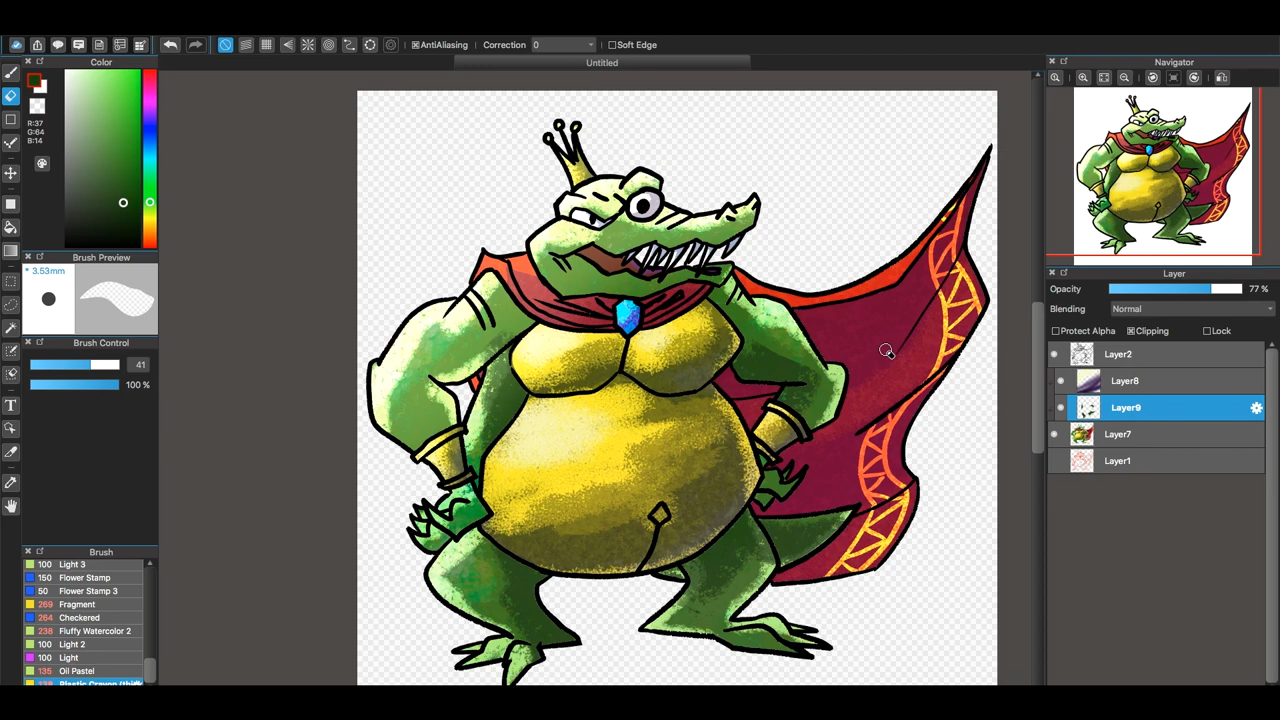 AntiAliasing
Correction 0
Soft Edge
Color
Untitled
Navigator
R:37
G:64
B:14
Brush Preview
* 3.53mm
Brush Control
41
100 %
Brush
100 Light 3
150 Flower Stamp
50 Flower Stamp 3
269 Fragment
264 Checkered
238 Fluffy Watercolor 2
100 Light 2
100 Light
135 Oil Pastel
Plastic Crayon
Layer
Opacity 77 %
Blending Normal
Protect Alpha Clipping Lock
Layer2
Layer8
Layer9
Layer7
Layer1
T